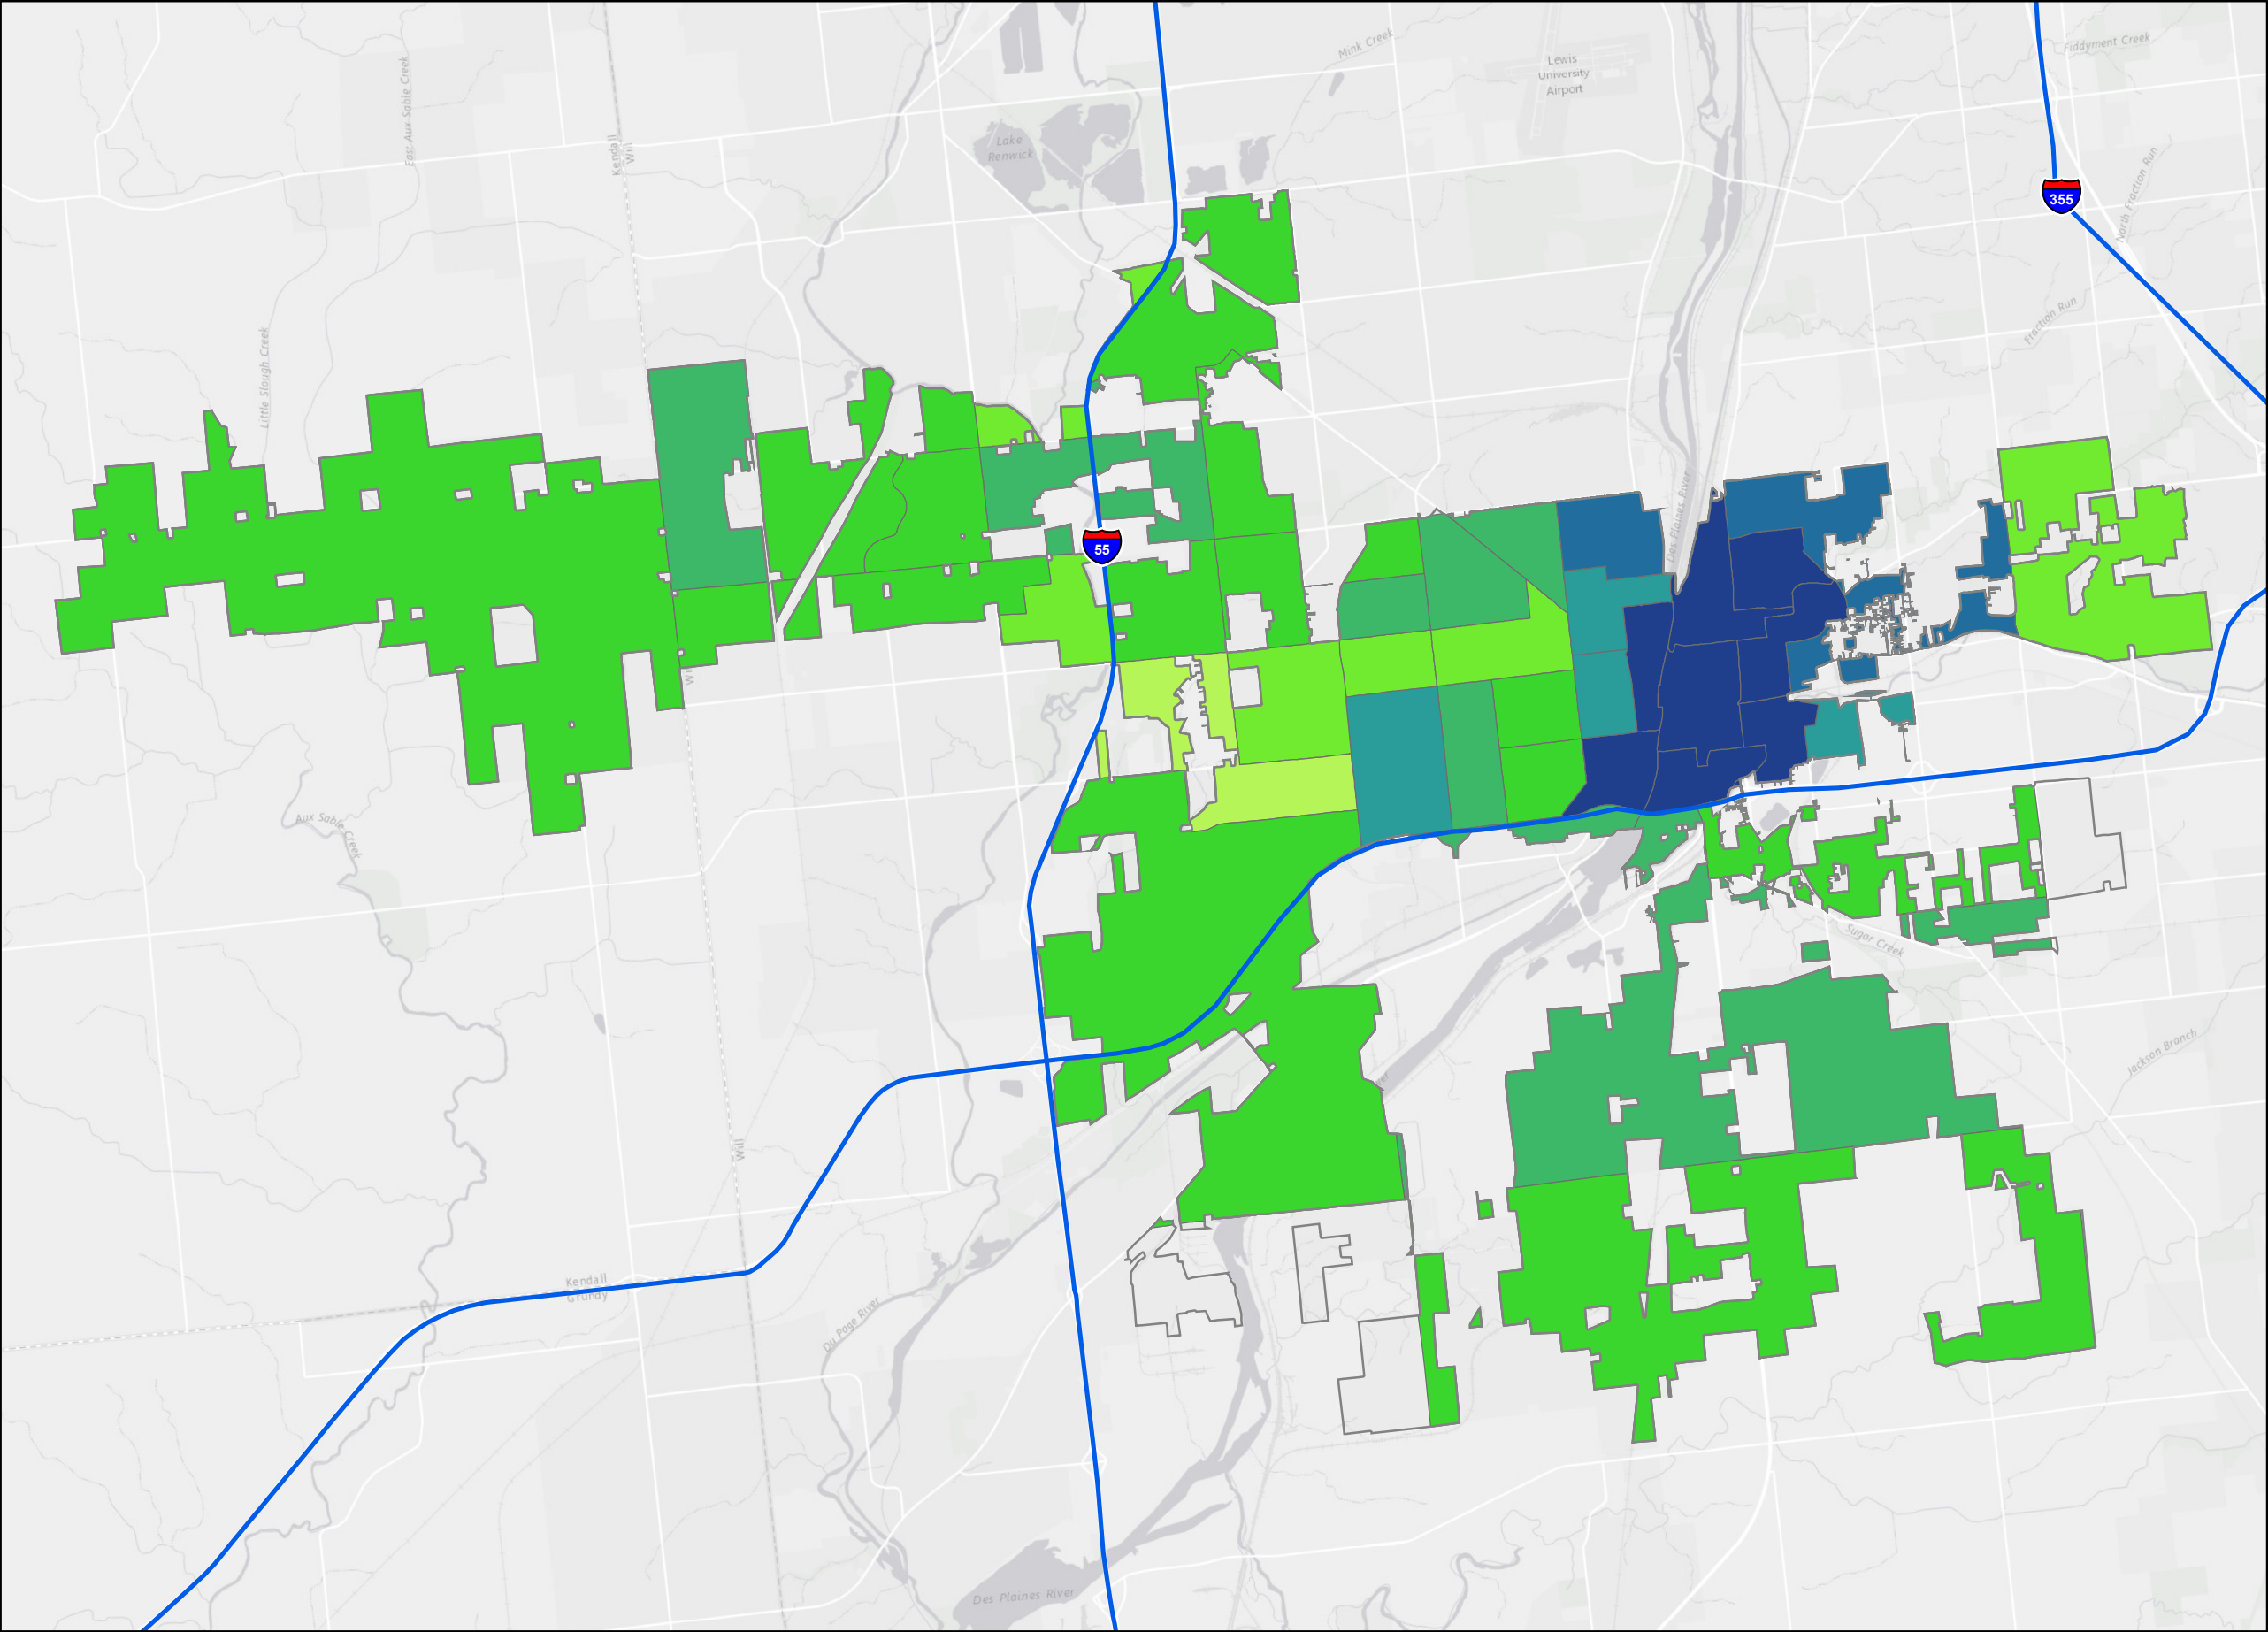 Mink Creek
Fiddyment Creek
Lewis
University
Airport
East Aux Sable Creek
Kendall
Will
Lake
Renwick
355
North Fraction Run
Fraction Run
Little Slough Creek
Des Plaines River
55
Will
Aux Sable Creek
Sugar Creek
Jackson Branch
Will
Kendall
Grundy
Du Page River
Des Plaines River